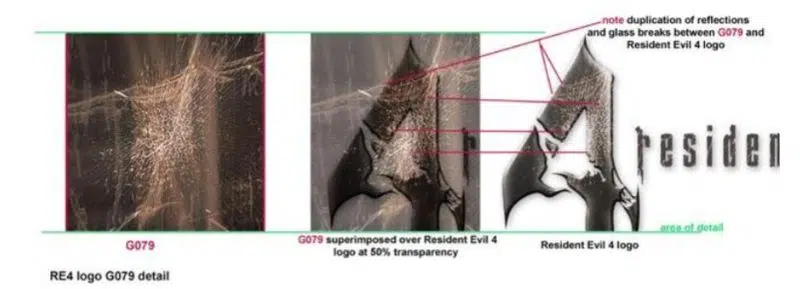 note duplication of reflections
and glass breaks between G079 and
Resident Evil 4 logo
residen
area of detail
G079
G079 superimposed over Resident Evil 4
logo at 50% transparency
Resident Evil 4 logo
RE4 logo G079 detail